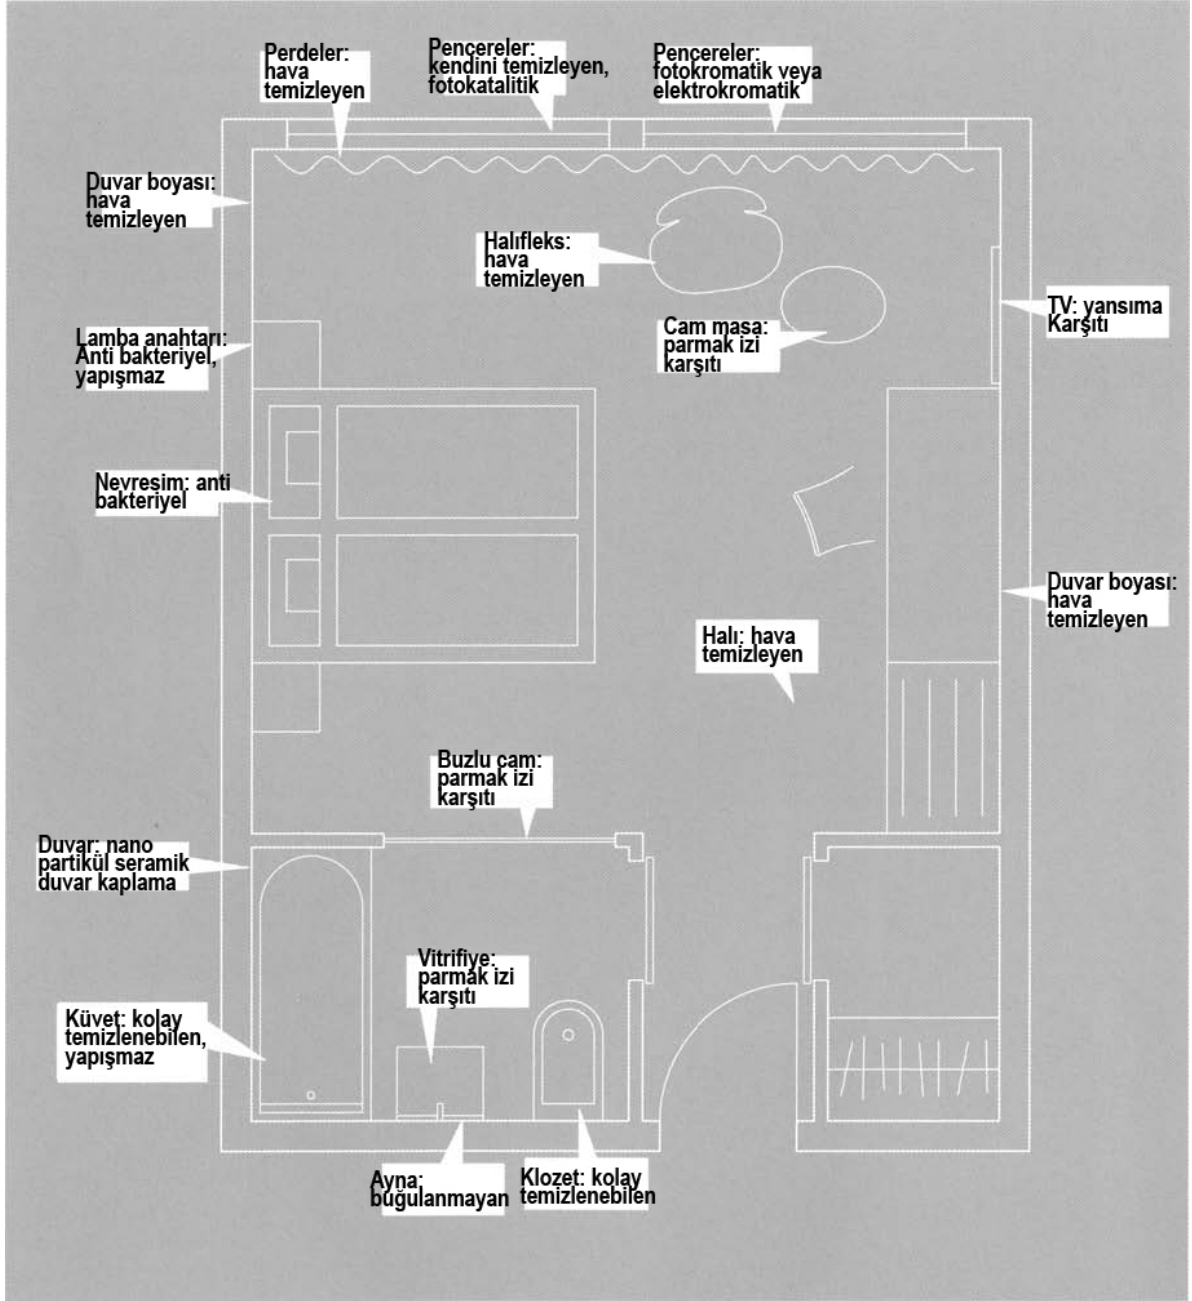 Perdeler:
hava
temizleyen
Pencereler:
kendini temizleyen,
fotokatalitik
Pencereler:
fotokromatik veya
elektrokromatik
Duvar boyası:
hava
temizleyen
Halıfleks:
hava
temizleyen
TV: yansıma
Karşıtı
Cam masa:
parmak izi
karşıtı
Lamba anahtarı:
Anti bakteriyel,
yapışmaz
Nevresim: anti
bakteriyel
Duvar boyası:
hava
temizleyen
Halı: hava
temizleyen
Buzlu cam:
parmak izi
karşıtı
Duvar: nano
partikül seramik
duvar kaplama
Vitrifiye:
parmak izi
karşıtı
Küvet: kolay
temizlenebilen,
yapışmaz
Ayna:
buğulanmayan
Klozet: kolay
temizlenebilen